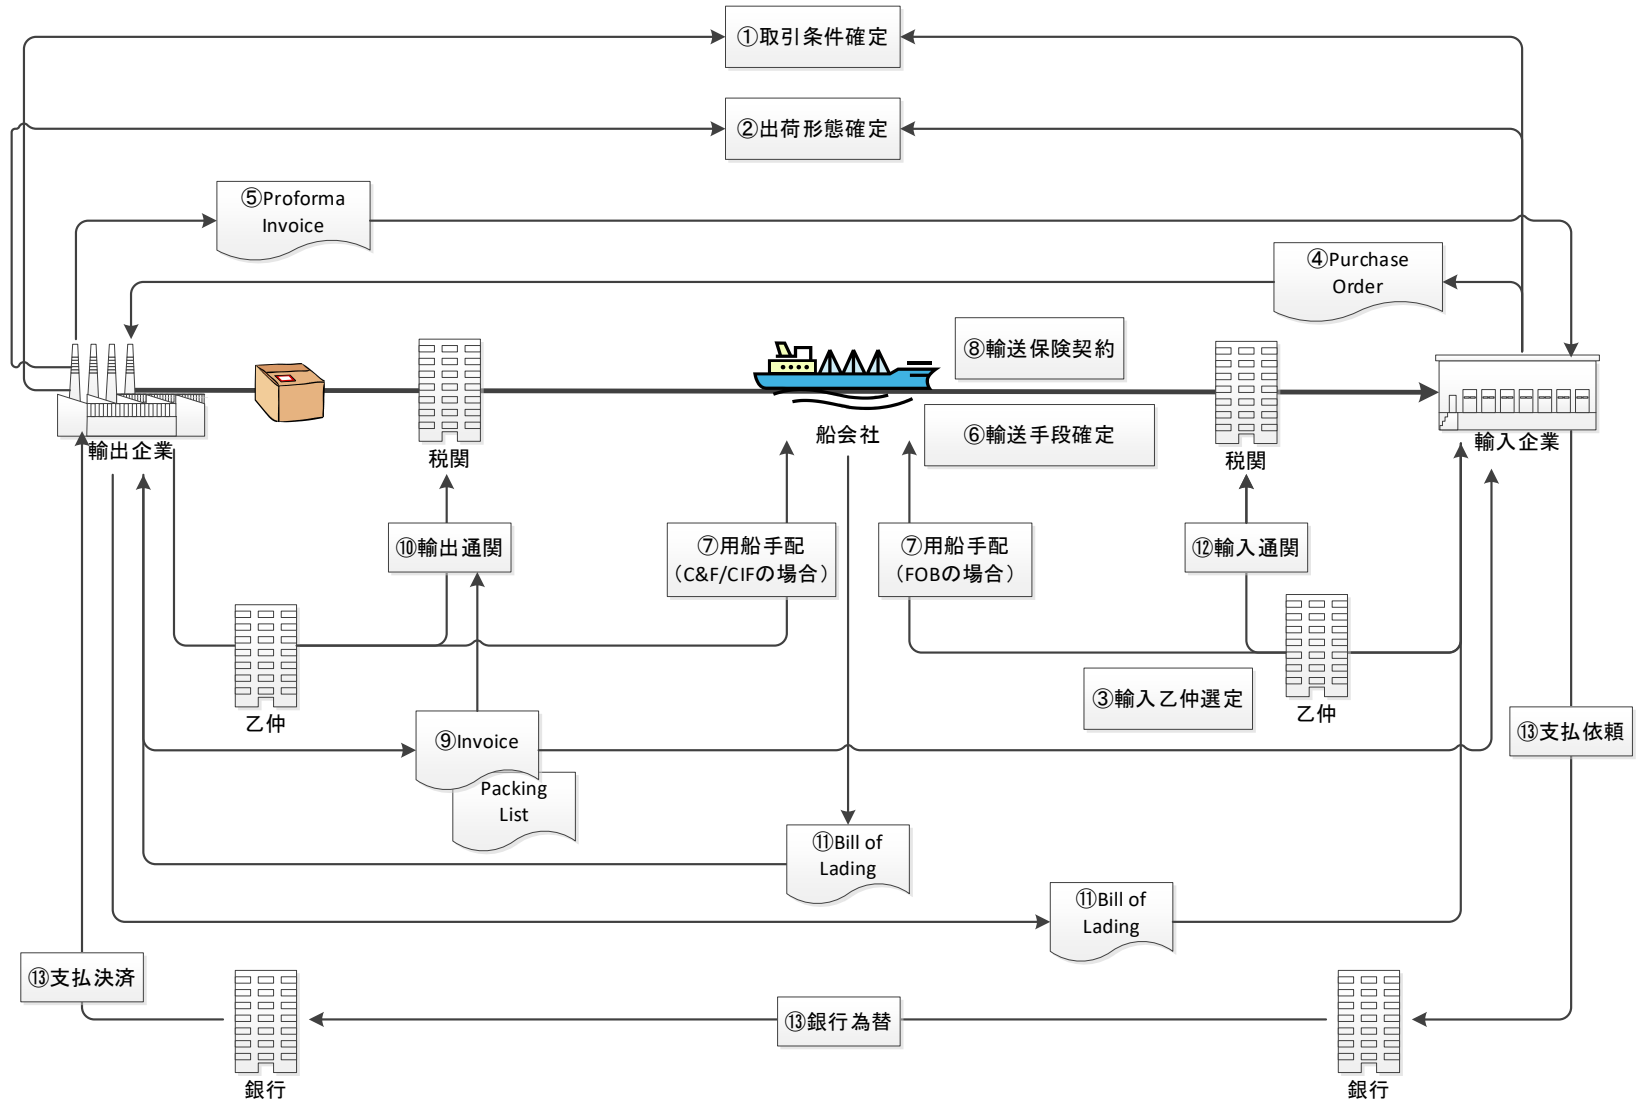 ①取引条件確定
②出荷形態確定
⑤Proforma
Invoice
④Purchase
Order
⑧輸送保険契約
⑥輸送手段確定
輸出企業
税関
船会社
税関
輸入企業
⑩輸出通関
⑦用船手配
（C&F/CIFの場合）
⑦用船手配
（FOBの場合）
⑫輸入通関
③輸入乙仲選定
乙仲
乙仲
⑨Invoice
Packing
List
⑬支払依頼
⑪Bill of
Lading
⑪Bill of
Lading
⑬支払決済
⑬銀行為替
銀行
銀行